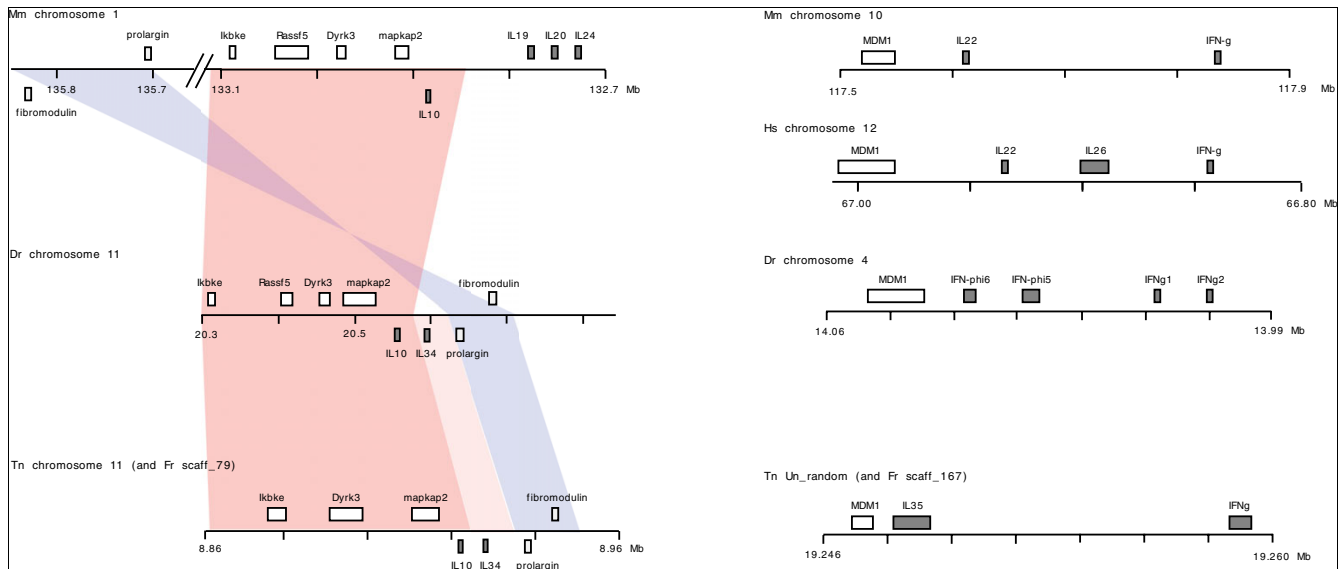 Mm chromosome 1
prolargin Ikbke Rassf5 Dyrk3 mapkap2 IL19 IL20 IL24
135.8 135.7 133.1 132.7 Mb
fibromodulin IL10
Dr chromosome 11
Ikbke Rassf5 Dyrk3 mapkap2 fibromodulin
20.3 20.5
IL10 IL34 prolargin
Tn chromosome 11 (and Fr scaff_79)
Ikbke Dyrk3 mapkap2 fibromodulin
8.86 8.96 Mb
IL10 IL34 prolargin
Mm chromosome 10
MDM1 IL22 IFN-g
117.5 117.9 Mb
Hs chromosome 12
MDM1 IL22 IL26 IFN-g
67.00 66.80 Mb
Dr chromosome 4
MDM1 IFN-phi6 IFN-phi5 IFNg1 IFNg2
14.06 13.99 Mb
Tn Un_random (and Fr scaff_167)
MDM1 IL35 IFNg
19.246 19.260 Mb